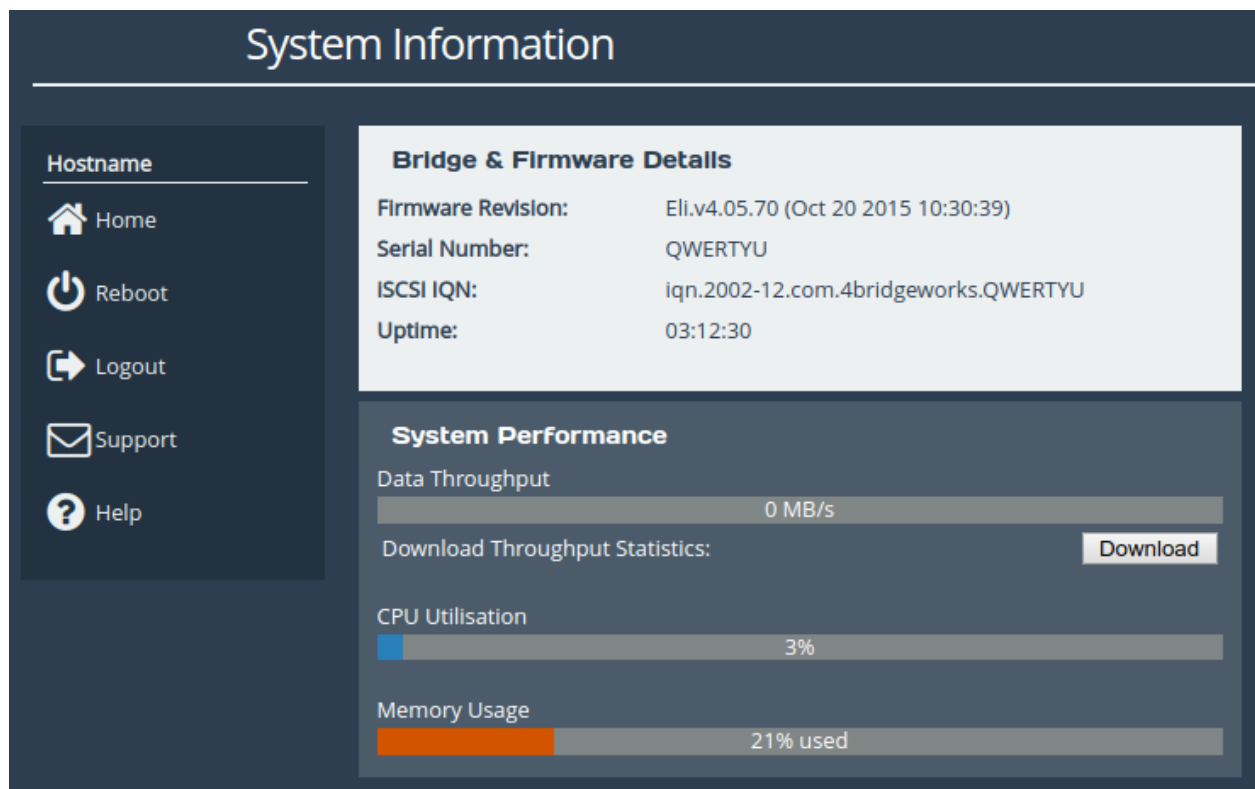 System Information
Hostname
Home
Reboot
Logout
Support
Help
Bridge & Firmware Details
Firmware Revision: Eli.v4.05.70 (Oct 20 2015 10:30:39)
Serial Number: QWERTYU
iSCSI IQN: iqn.2002-12.com.4bridgeworks.QWERTYU
Uptime: 03:12:30
System Performance
Data Throughput
0 MB/s
Download Throughput Statistics: Download
CPU Utilisation
3%
Memory Usage
21% used